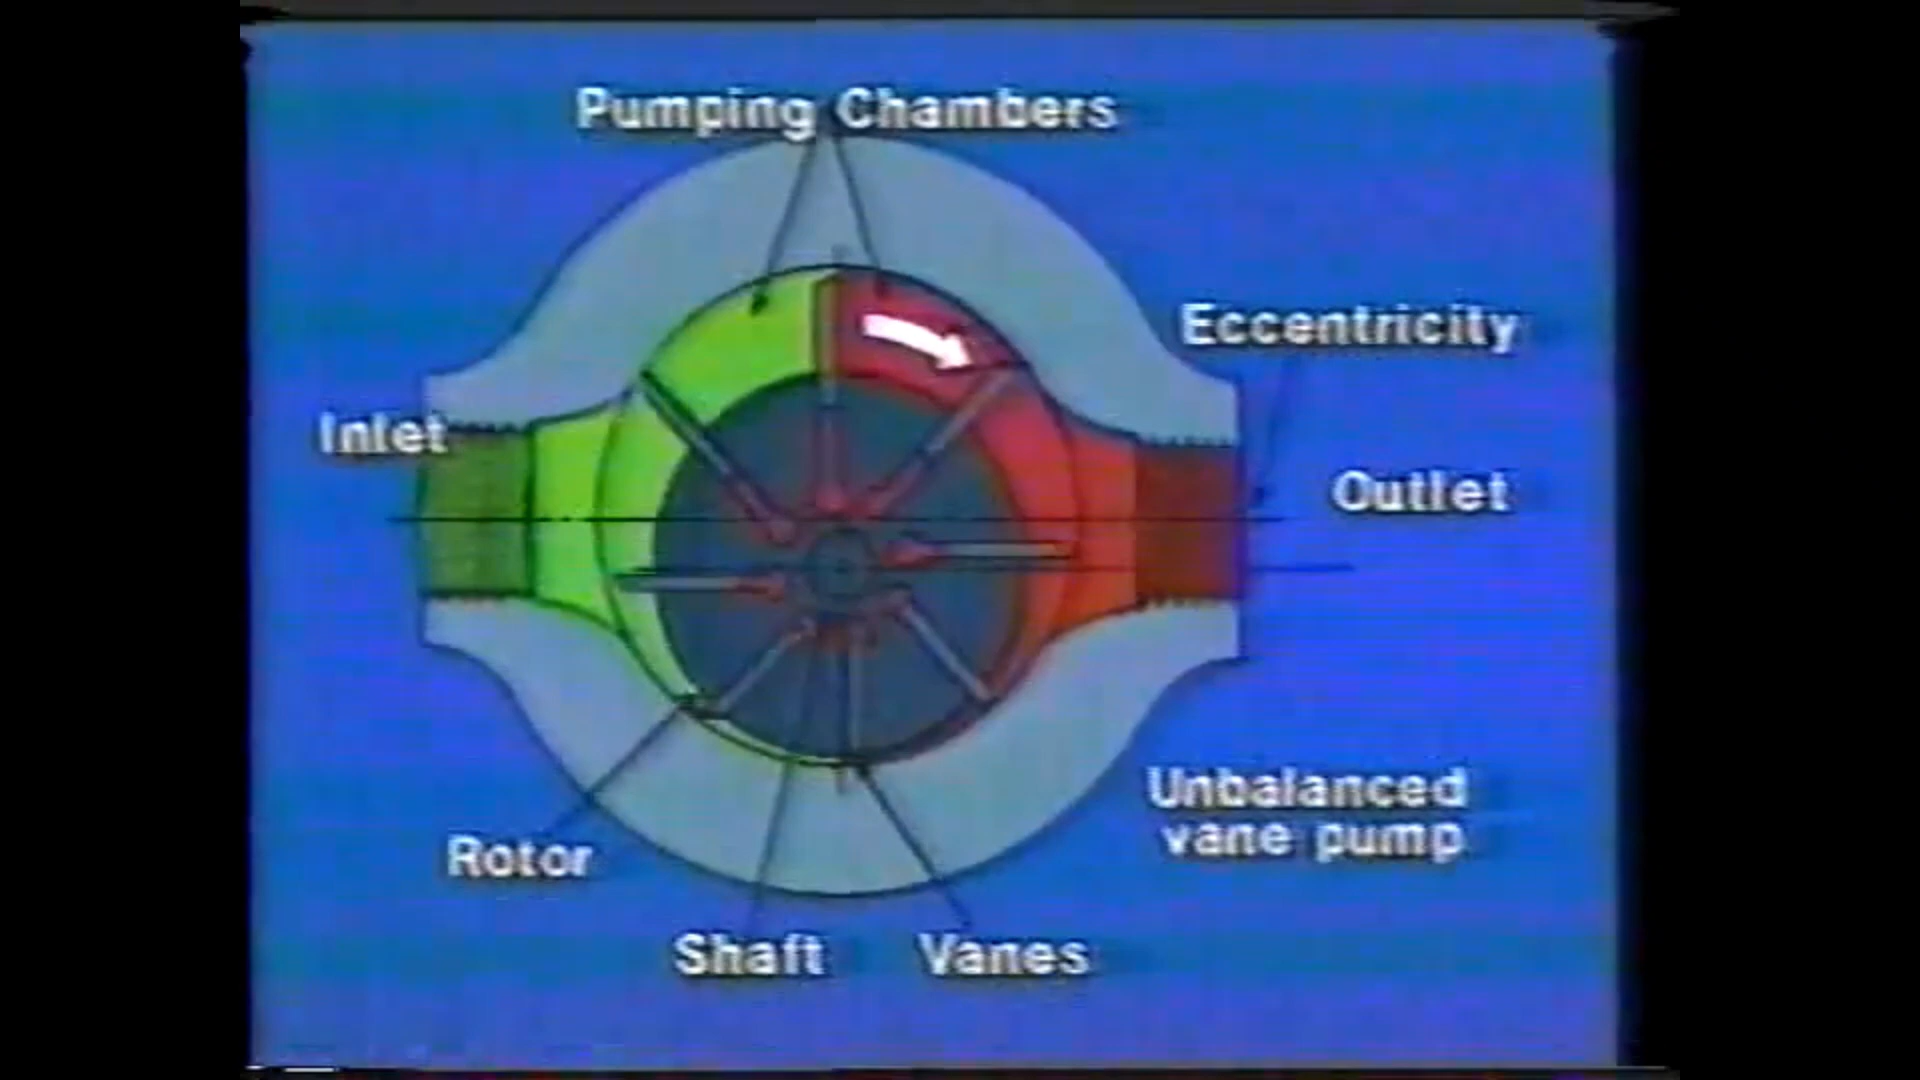 Pumping Chambers
Eccentricity
Inlet
Outlet
Unbalanced
vane pump
Rotor
Shaft
Vanes